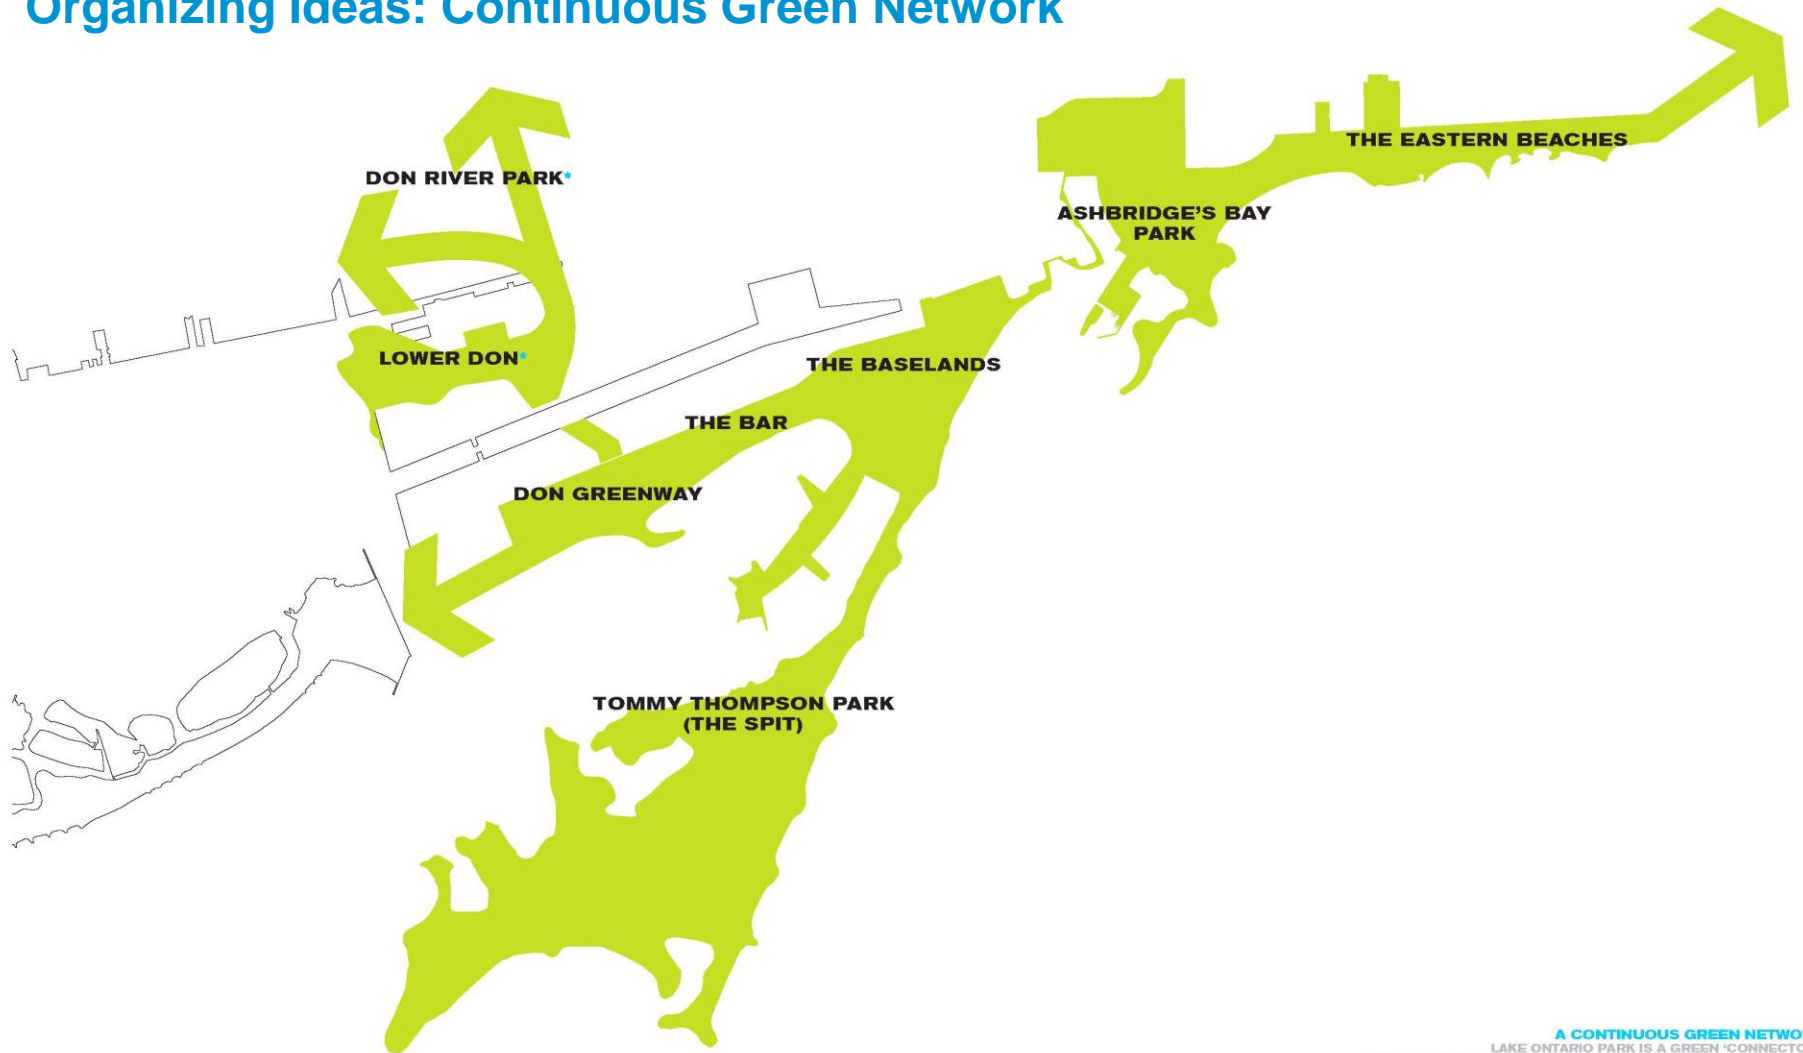 Organizing Ideas: Continuous Green Network
THE EASTERN BEACHES
DON RIVER PARK*
ASHBRIDGE'S BAY
PARK
LOWER DON*
THE BASELANDS
THE BAR
DON GREENWAY
TOMMY THOMPSON PARK
(THE SPIT)
A CONTINUOUS GREEN NETWO
LAKE ONTARIO PARK IS A GREEN 'CONNECTO